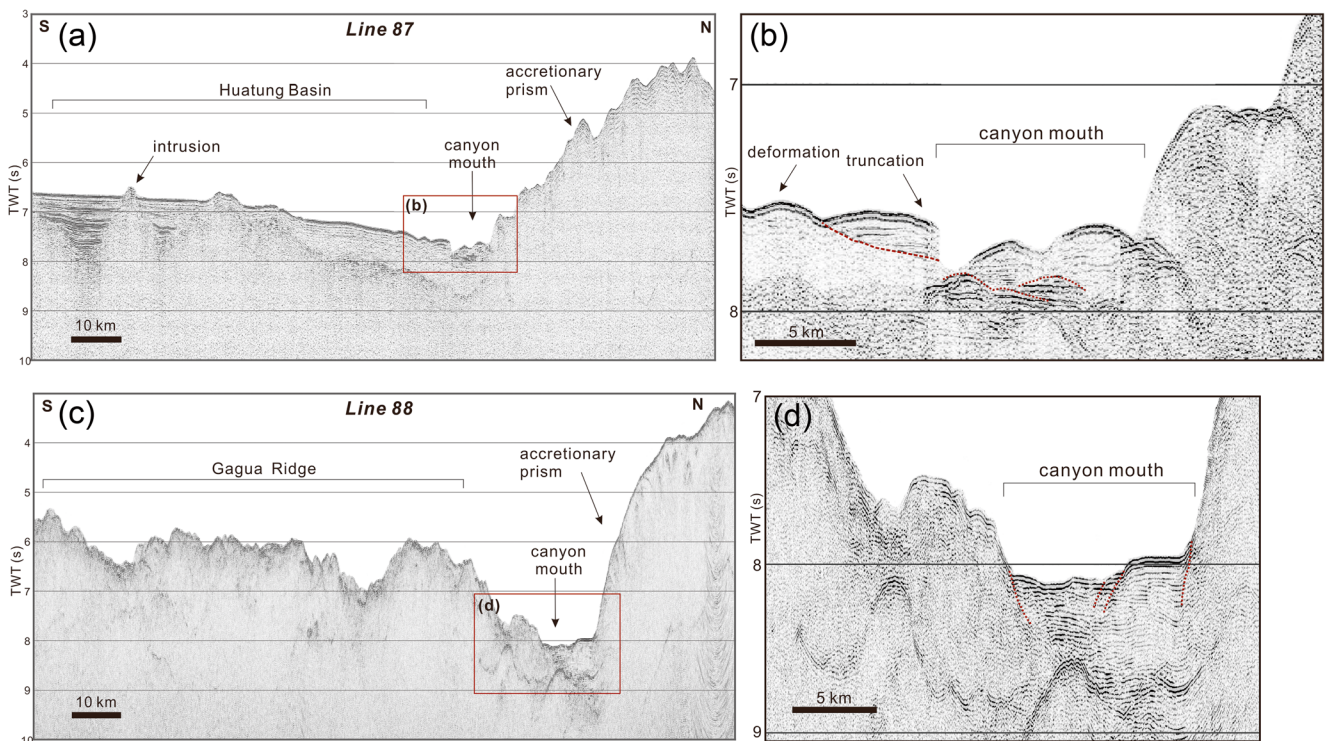 (a)
S
Line 87
N
Huatung Basin
intrusion
accretionary
prism
canyon
mouth
(b)
TWT (s)
3
4
5
6
7
8
9
10
10 km
(b)
canyon mouth
deformation
truncation
TWT (s)
7
8
5 km
(c)
S
Line 88
N
Gagua Ridge
accretionary
prism
canyon
mouth
(d)
TWT (s)
4
5
6
7
8
9
10
10 km
(d)
canyon mouth
TWT (s)
7
8
9
5 km